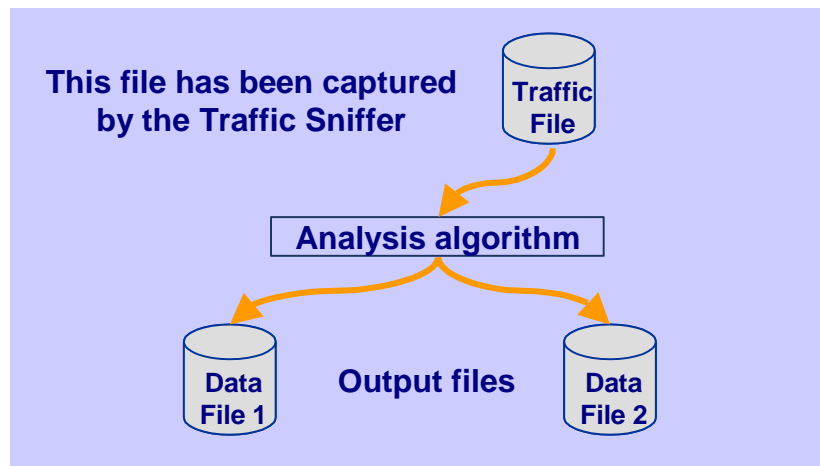 This file has been captured
by the Traffic Sniffer
Traffic
File
Analysis algorithm
Data
File 1
Output files
Data
File 2